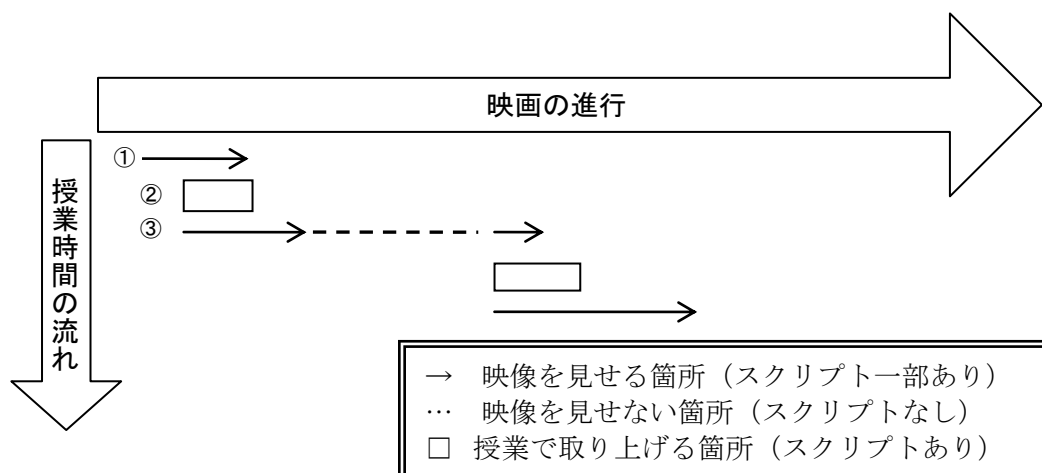 映画の進行
授業時間の流れ
①
②
③
→ 映像を見せる箇所（スクリプト一部あり）
… 映像を見せない箇所（スクリプトなし）
□ 授業で取り上げる箇所（スクリプトあり）